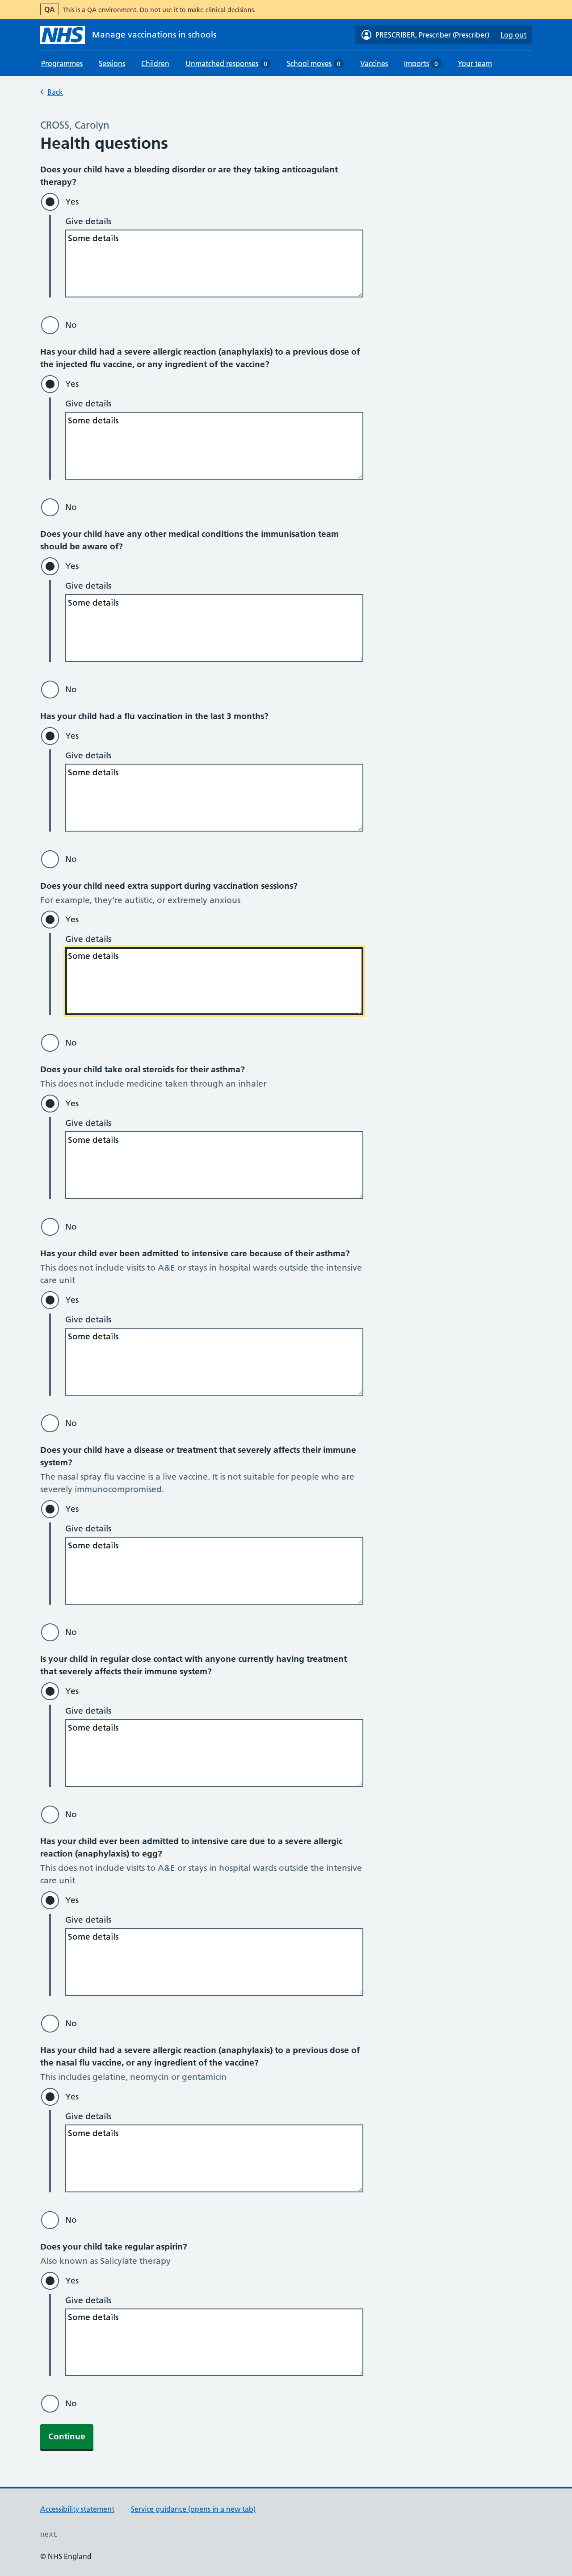 QA This is a QA environment. Do not use it to make clinical decisions.
NHS Manage vaccinations in schools PRESCRIBER, Prescriber (Prescriber) Log out
Programmes Sessions Children Unmatched responses 0 School moves 0 Vaccines Imports 0 Your team
Back
CROSS, Carolyn
Health questions
Does your child have a bleeding disorder or are they taking anticoagulant
therapy?
Yes
Give details
Some details
No
Has your child had a severe allergic reaction (anaphylaxis) to a previous dose of
the injected flu vaccine, or any ingredient of the vaccine?
Yes
Give details
Some details
No
Does your child have any other medical conditions the immunisation team
should be aware of?
Yes
Give details
Some details
No
Has your child had a flu vaccination in the last 3 months?
Yes
Give details
Some details
No
Does your child need extra support during vaccination sessions?
For example, they're autistic, or extremely anxious
Yes
Give details
Some details
No
Does your child take oral steroids for their asthma?
This does not include medicine taken through an inhaler
Yes
Give details
Some details
No
Has your child ever been admitted to intensive care because of their asthma?
This does not include visits to A&E or stays in hospital wards outside the intensive
care unit
Yes
Give details
Some details
No
Does your child have a disease or treatment that severely affects their immune
system?
The nasal spray flu vaccine is a live vaccine. It is not suitable for people who are
severely immunocompromised.
Yes
Give details
Some details
No
Is your child in regular close contact with anyone currently having treatment
that severely affects their immune system?
Yes
Give details
Some details
No
Has your child ever been admitted to intensive care due to a severe allergic
reaction (anaphylaxis) to egg?
This does not include visits to A&E or stays in hospital wards outside the intensive
care unit
Yes
Give details
Some details
No
Has your child had a severe allergic reaction (anaphylaxis) to a previous dose of
the nasal flu vaccine, or any ingredient of the vaccine?
This includes gelatine, neomycin or gentamicin
Yes
Give details
Some details
No
Does your child take regular aspirin?
Also known as Salicylate therapy
Yes
Give details
Some details
No
Continue
Accessibility statement Service guidance (opens in a new tab)
next
© NHS England